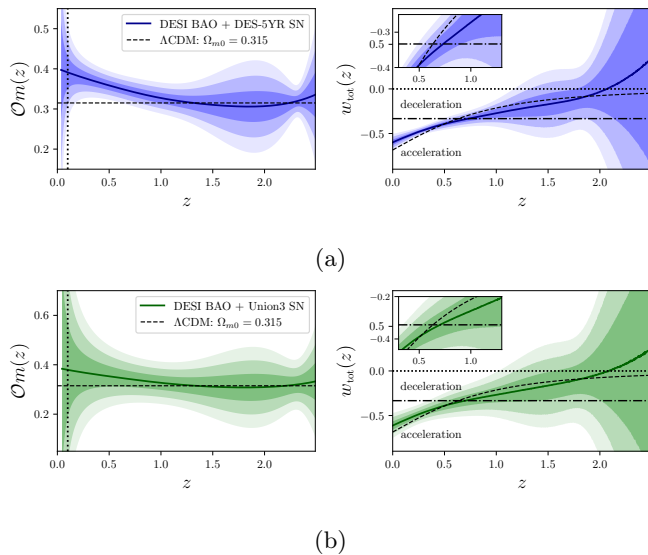 0.5
0.4
0.3
0.2
𝒪m(z)
DESI BAO + DES-5YR SN
ΛCDM: Ωm0 = 0.315
0.0 0.5 1.0 1.5 2.0
z
−0.3
0.5
−0.4
0.5 1.0
0.0
−0.5
wtot(z)
deceleration
acceleration
0.0 0.5 1.0 1.5 2.0
z
(a)
0.6
0.4
0.2
𝒪m(z)
DESI BAO + Union3 SN
ΛCDM: Ωm0 = 0.315
0.0 0.5 1.0 1.5 2.0
z
−0.2
0.5
−0.4
0.5 1.0
0.0
−0.5
wtot(z)
deceleration
acceleration
0.0 0.5 1.0 1.5 2.0
z
(b)